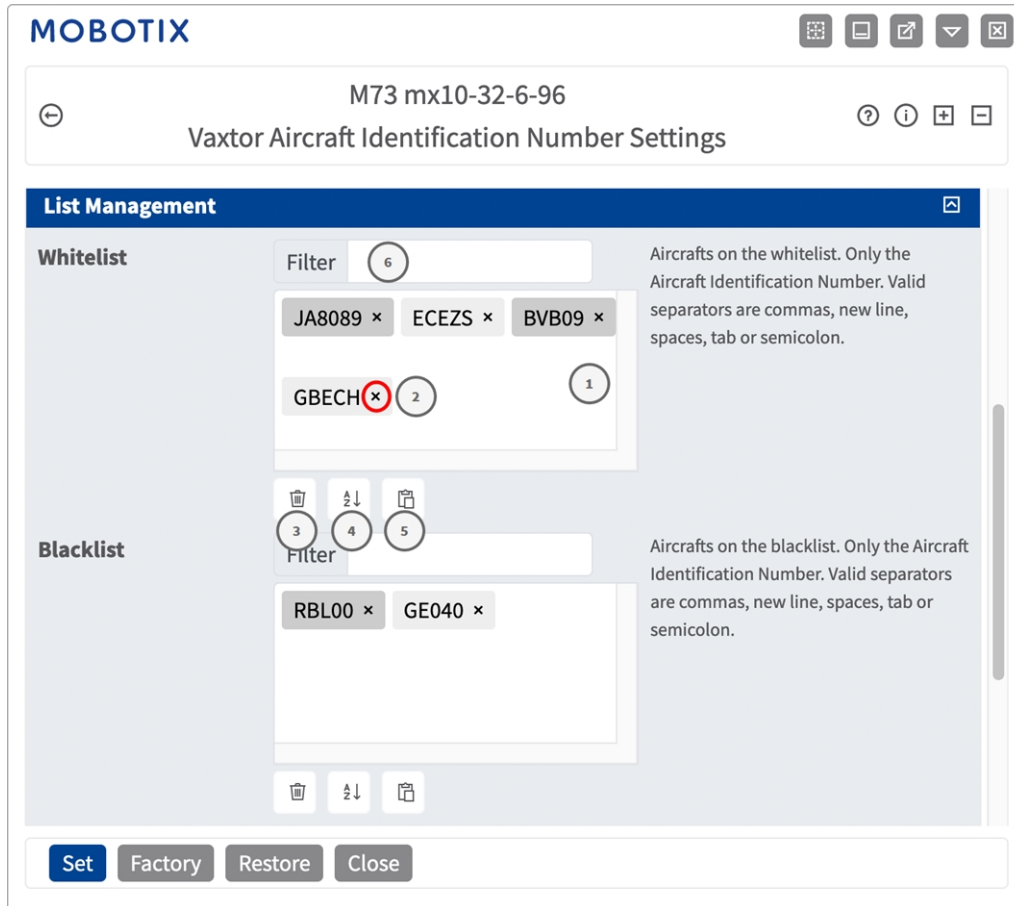 MOBOTIX
M73 mx10-32-6-96
Vaxtor Aircraft Identification Number Settings
List Management
Whitelist
Filter
6
Aircrafts on the whitelist. Only the
Aircraft Identification Number. Valid
separators are commas, new line,
spaces, tab or semicolon.
JA8089 × ECEZS × BVB09 ×
1
GBECH × 2
3 4 5
Blacklist
Filter
Aircrafts on the blacklist. Only the Aircraft
Identification Number. Valid separators
are commas, new line, spaces, tab or
semicolon.
RBL00 × GE040 ×
Set Factory Restore Close